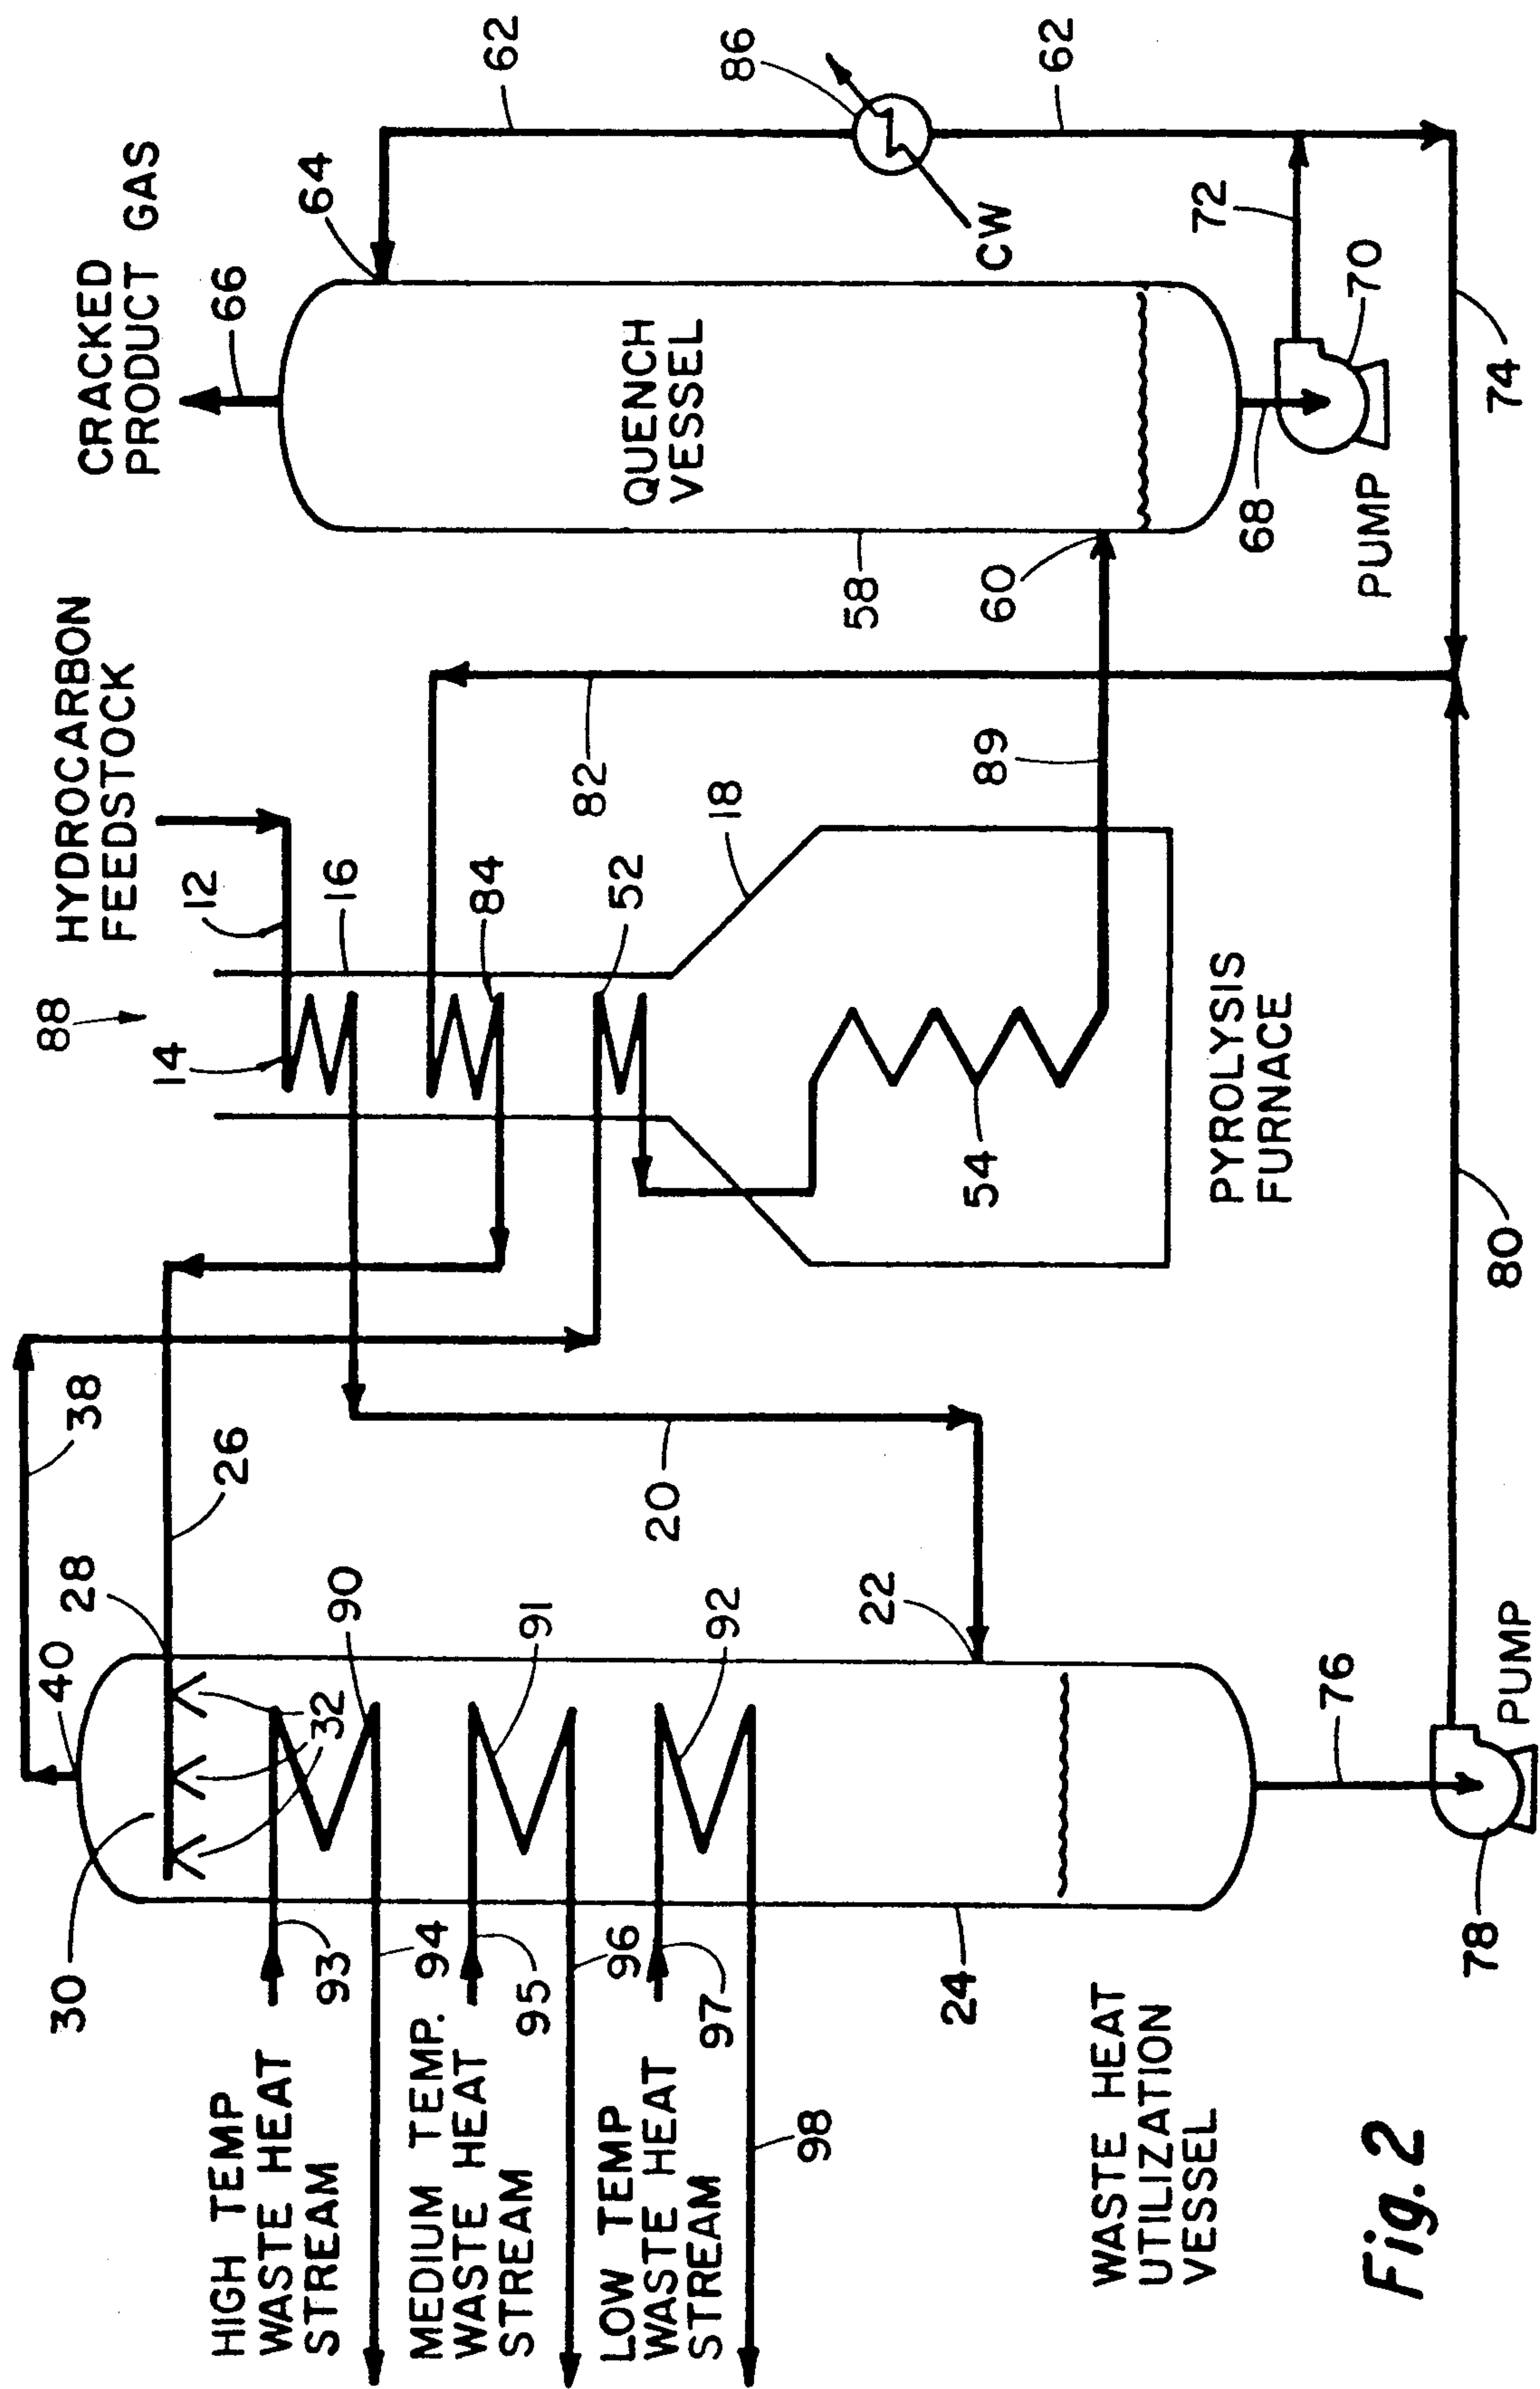 HIGH TEMP
WASTE HEAT
STREAM
MEDIUM TEMP.
WASTE HEAT
STREAM
LOW TEMP
WASTE HEAT
STREAM
WASTE HEAT
UTILIZATION
VESSEL
Fig. 2
30
93
94
95
96
97
98
24
78
PUMP
76
40
28
32
90
91
92
22
26
38
20
80
88
14
12
HYDROCARBON
FEEDSTOCK
16
84
52
18
54
PYROLYSIS
FURNACE
82
89
CRACKED
PRODUCT GAS
66
64
62
86
CW
62
QUENCH
VESSEL
58
60
68
PUMP
70
72
74